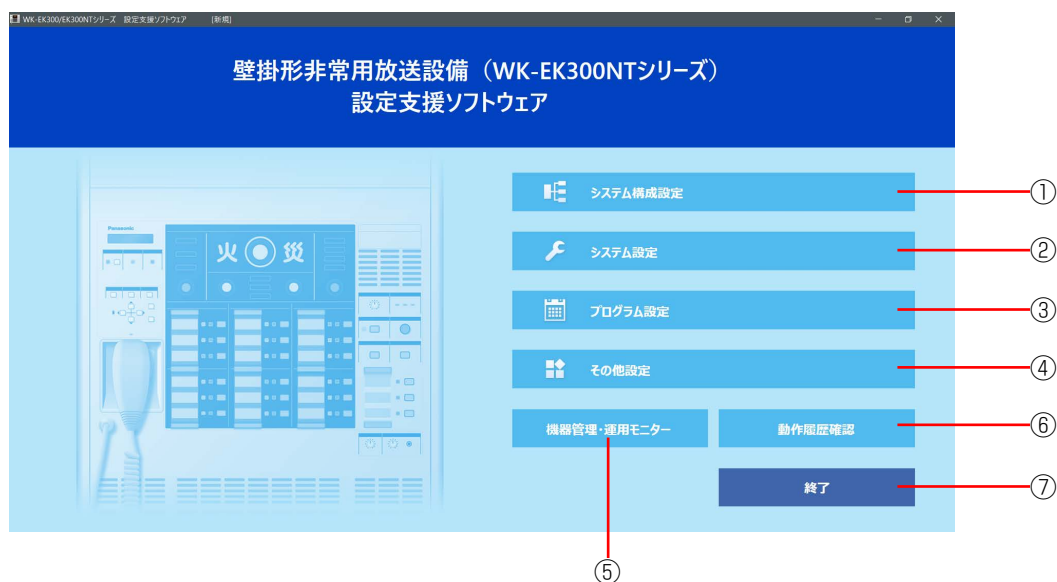 WK-EK300/EK300NTシリーズ 設定支援ソフトウェア [新規]
壁掛形非常用放送設備（WK-EK300NTシリーズ）
設定支援ソフトウェア
Panasonic
火 災
システム構成設定
①
システム設定
②
プログラム設定
③
その他設定
④
機器管理・運用モニター
動作履歴確認
⑥
終了
⑦
⑤